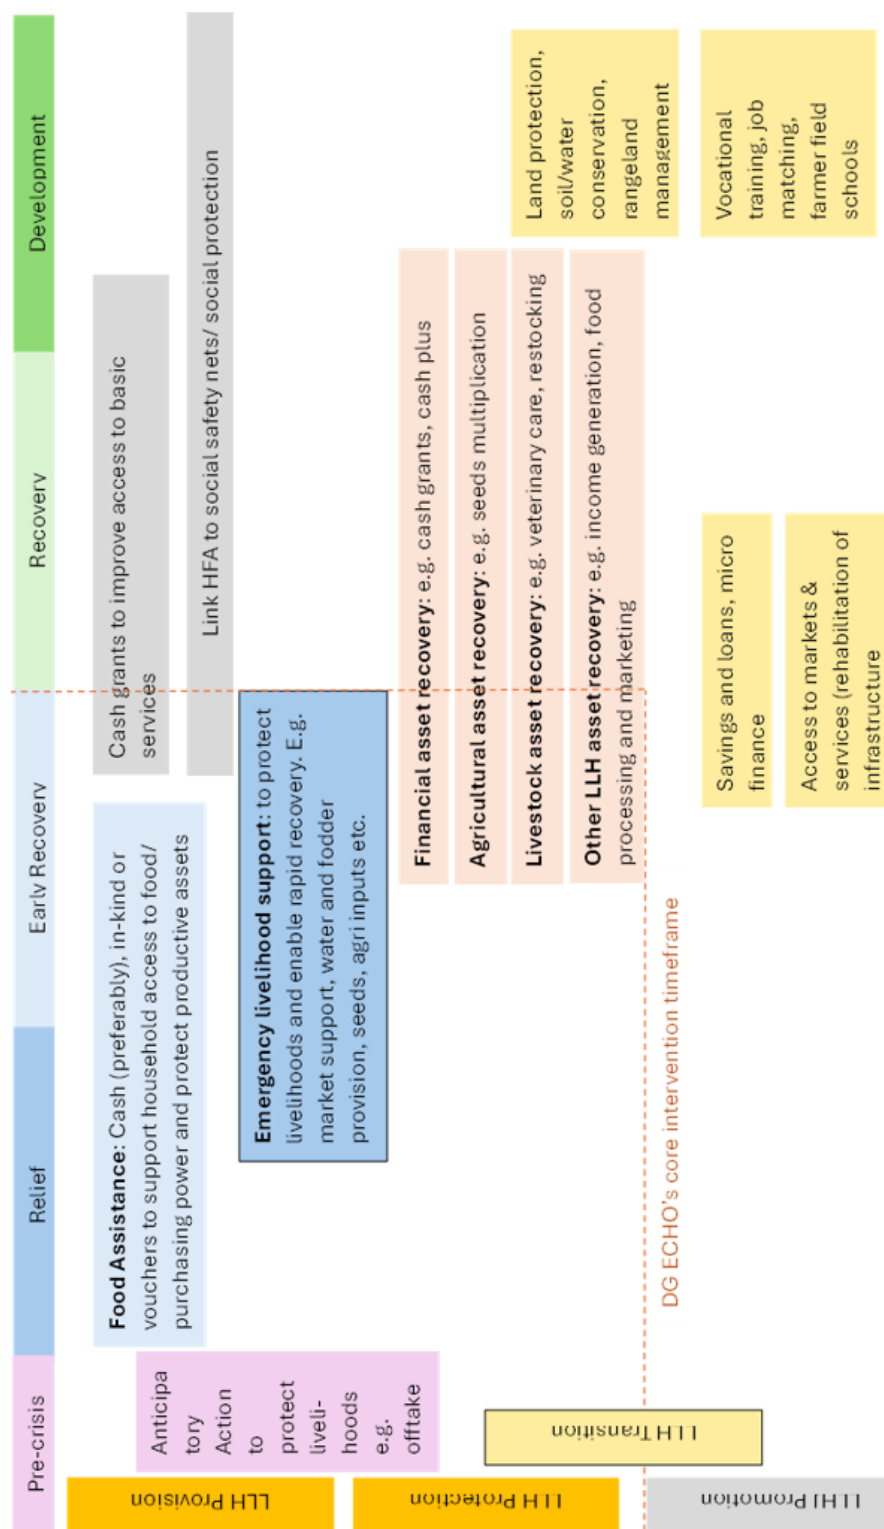 Pre-crisis
Relief
Early Recovery
Recovery
Development
LLH Provision
LLH Protection
LLH Transition
LLH Promotion
Anticipa
tory
Action
to
protect
liveli-
hoods
e.g.
offtake
Food Assistance: Cash (preferably), in-kind or
vouchers to support household access to food/
purchasing power and protect productive assets
Cash grants to improve access to basic
services
Link HFA to social safety nets/ social protection
Emergency livelihood support: to protect
livelihoods and enable rapid recovery. E.g.
market support, water and fodder
provision, seeds, agri inputs etc.
Financial asset recovery: e.g. cash grants, cash plus
Agricultural asset recovery: e.g. seeds multiplication
Livestock asset recovery: e.g. veterinary care, restocking
Other LLH asset recovery: e.g. income generation, food
processing and marketing
Land protection,
soil/water
conservation,
rangeland
management
DG ECHO's core intervention timeframe
Savings and loans, micro
finance
Access to markets &
services (rehabilitation of
infrastructure
Vocational
training, job
matching,
farmer field
schools